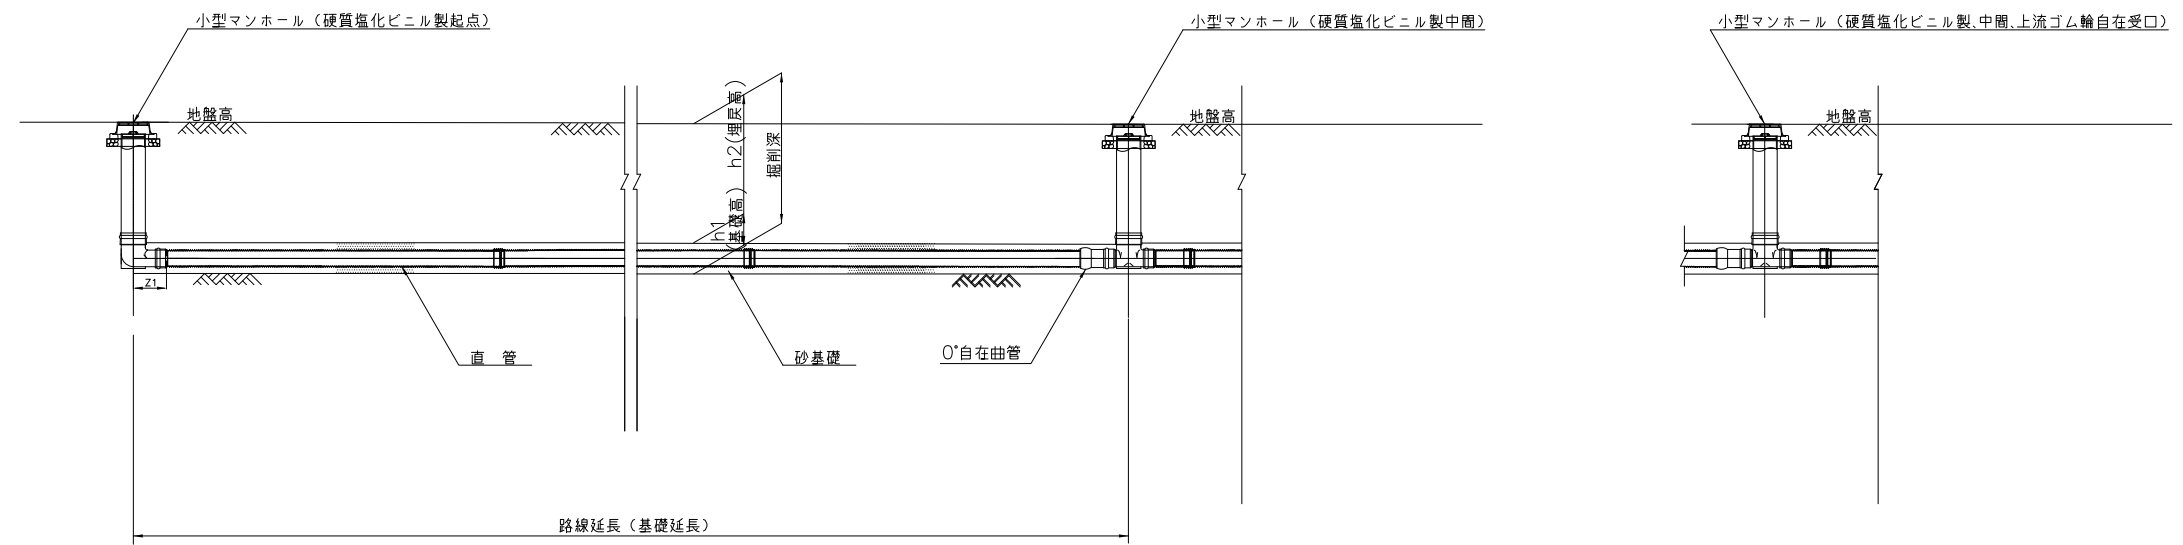 小型マンホール（硬質塩化ビニル製起点）
小型マンホール（硬質塩化ビニル製中間）
小型マンホール（硬質塩化ビニル製､中間､上流ゴム輪自在受口）
地盤高
地盤高
地盤高
h2(埋戻高)
掘削深
h1
(基礎高)
Z1
直　管
砂基礎
0°自在曲管
路線延長（基礎延長）